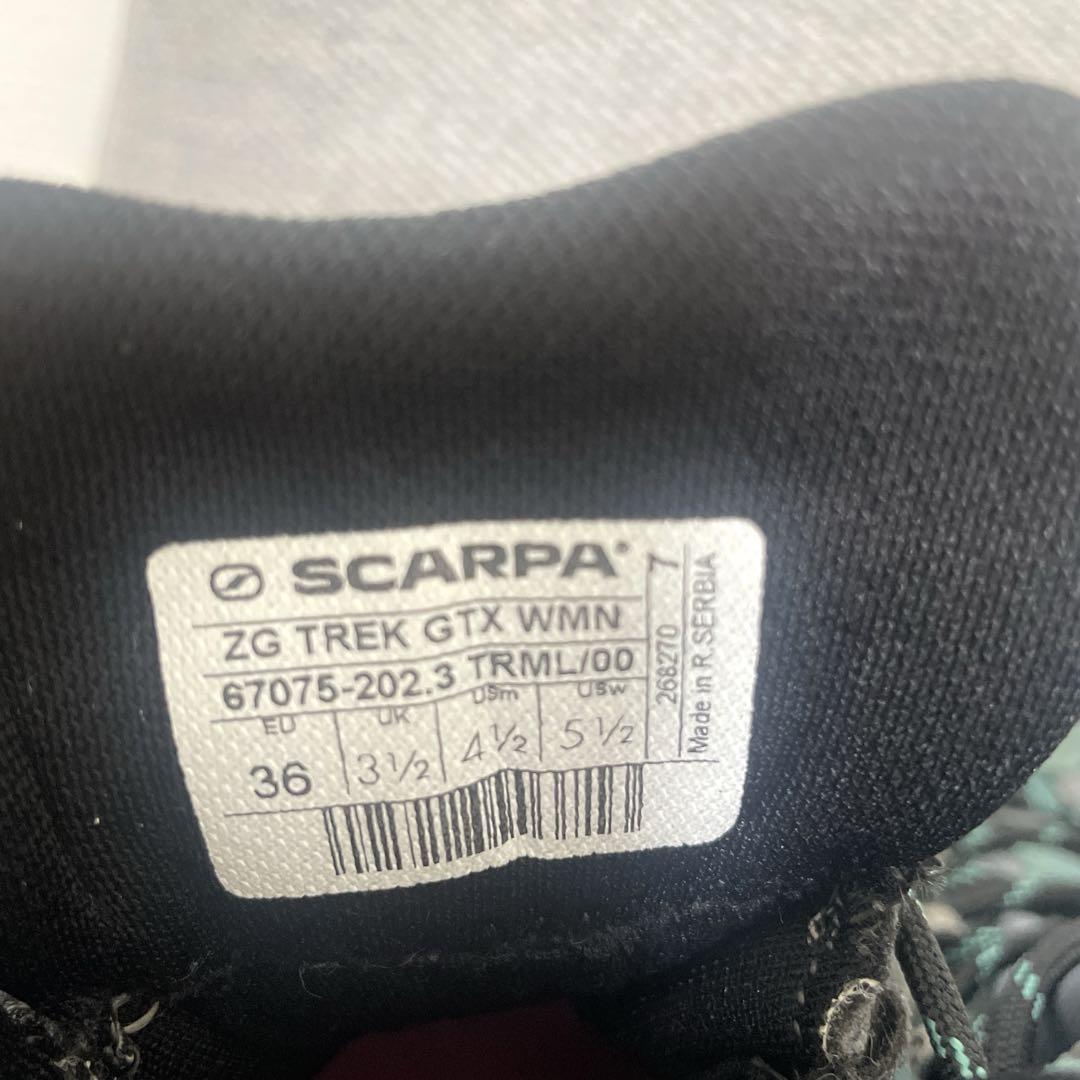 SCARPA®
ZG TREK GTX WMN
67075-202.3 TRML/00
EU UK USm USw
36 3½ 4½ 5½
268270 7
Made in R.SERBIA